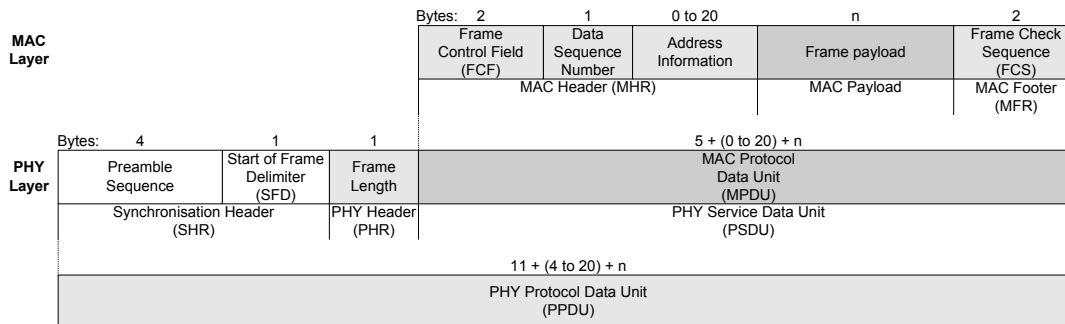 Bytes: 2 1 0 to 20 n 2
MAC
Layer
Frame
Control Field
(FCF)
Data
Sequence
Number
Address
Information
Frame payload
Frame Check
Sequence
(FCS)
MAC Header (MHR)
MAC Payload
MAC Footer
(MFR)
Bytes: 4 1 1 5 + (0 to 20) + n
PHY
Layer
Preamble
Sequence
Start of Frame
Delimiter
(SFD)
Frame
Length
MAC Protocol
Data Unit
(MPDU)
Synchronisation Header
(SHR)
PHY Header
(PHR)
PHY Service Data Unit
(PSDU)
11 + (4 to 20) + n
PHY Protocol Data Unit
(PPDU)